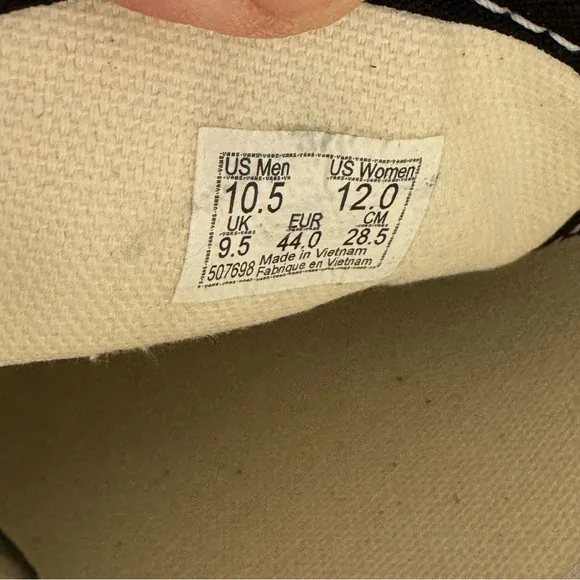 US Men US Women
10.5 12.0
UK EUR CM
9.5 44.0 28.5
507698 Made in Vietnam
Fabrique en Vietnam